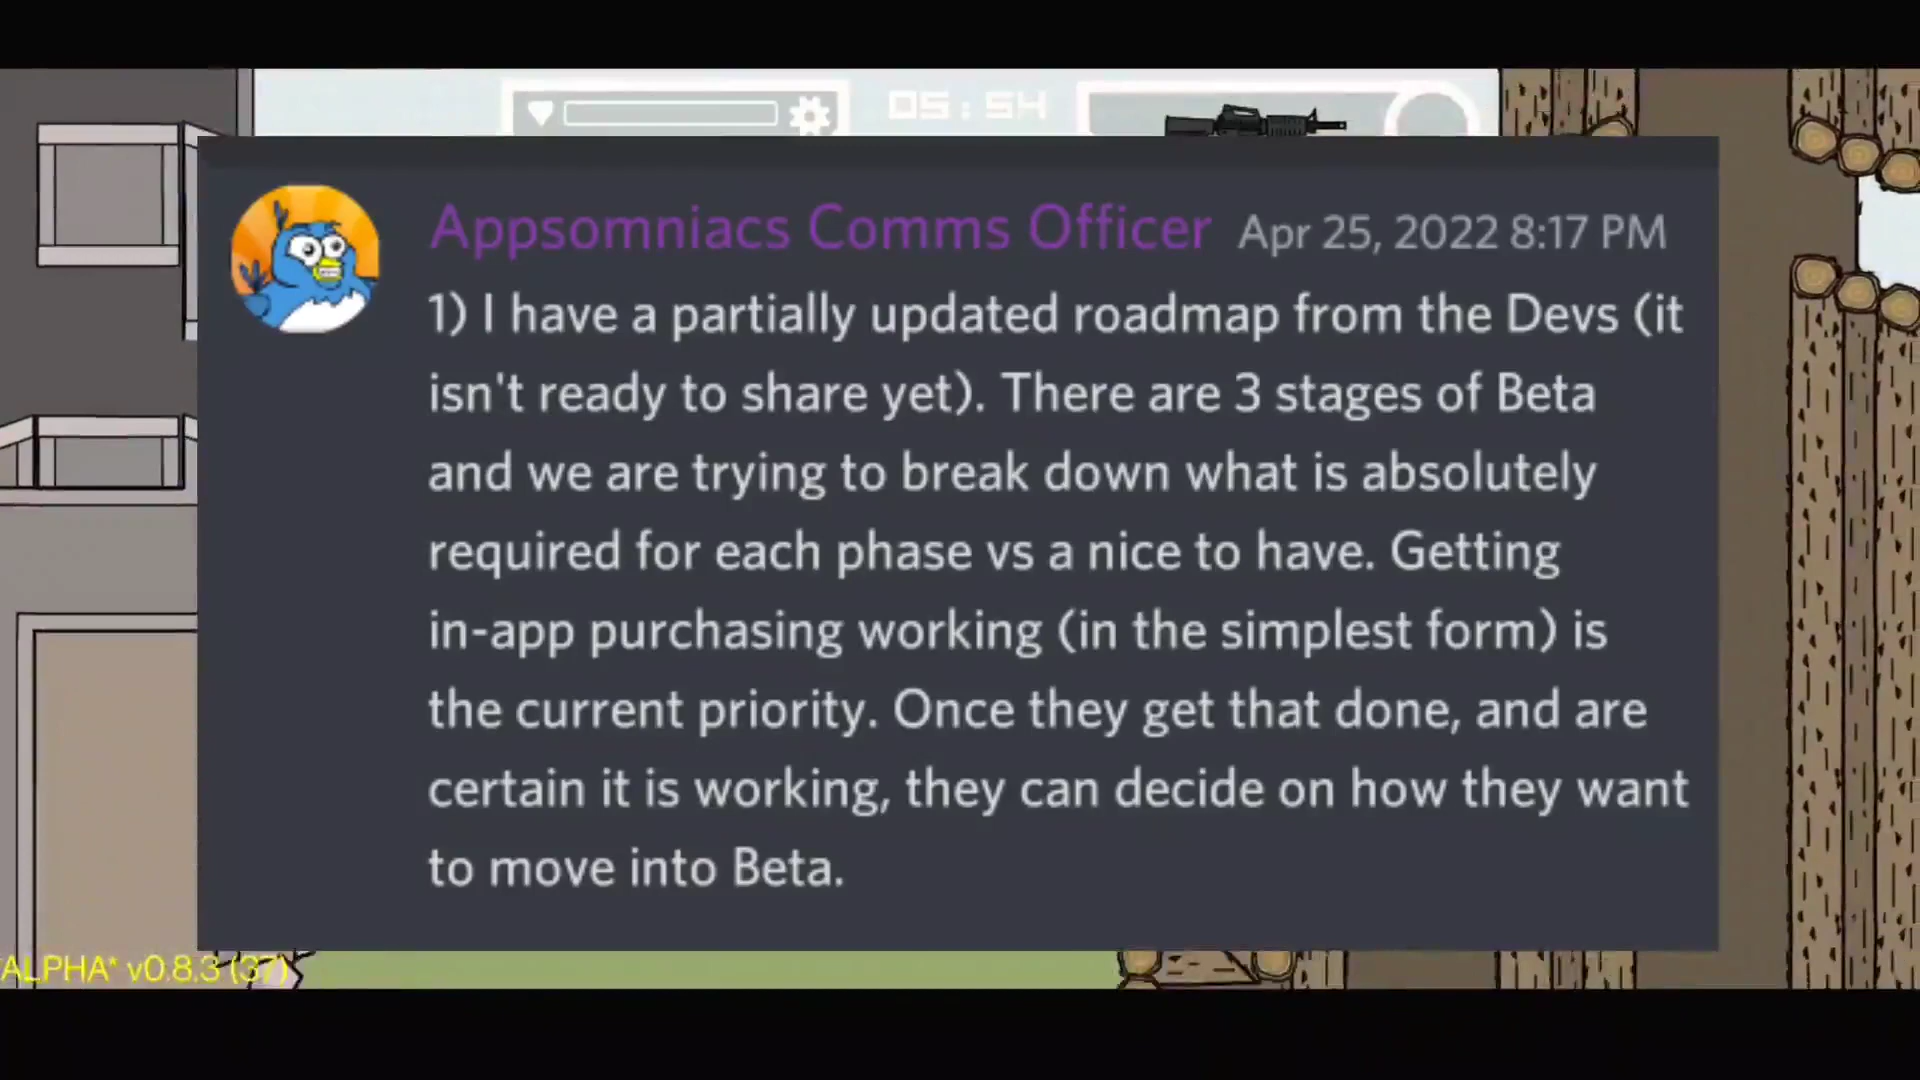 05:54
Appsomniacs Comms Officer Apr 25, 2022 8:17 PM
1) I have a partially updated roadmap from the Devs (it
isn't ready to share yet). There are 3 stages of Beta
and we are trying to break down what is absolutely
required for each phase vs a nice to have. Getting
in-app purchasing working (in the simplest form) is
the current priority. Once they get that done, and are
certain it is working, they can decide on how they want
to move into Beta.
ALPHA* v0.8.3 (37)